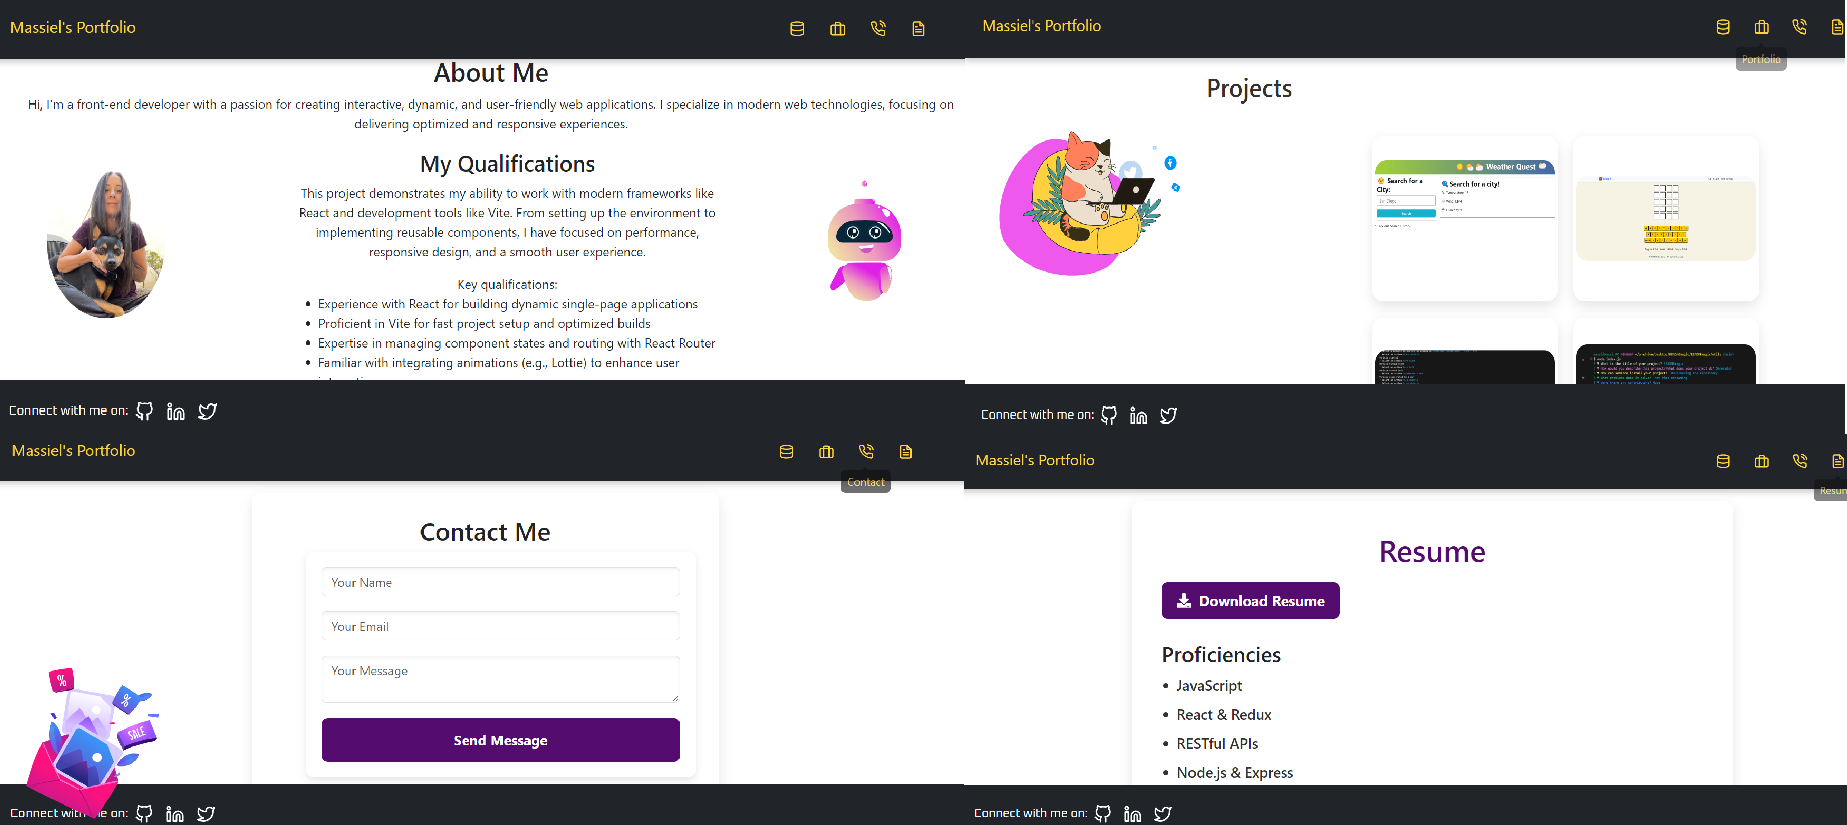 Massiel's Portfolio
About Me
Hi, I'm a front-end developer with a passion for creating interactive, dynamic, and user-friendly web applications. I specialize in modern web technologies, focusing on
delivering optimized and responsive experiences.
My Qualifications
This project demonstrates my ability to work with modern frameworks like
React and development tools like Vite. From setting up the environment to
implementing reusable components, I have focused on performance,
responsive design, and a smooth user experience.
Key qualifications:
• Experience with React for building dynamic single-page applications
• Proficient in Vite for fast project setup and optimized builds
• Expertise in managing component states and routing with React Router
• Familiar with integrating animations (e.g., Lottie) to enhance user
Connect with me on:
Massiel's Portfolio
Portfolio
Projects
Weather Quest
Search for a
City:
Search for a city!
Connect with me on:
Massiel's Portfolio
Contact
Contact Me
Your Name
Your Email
Your Message
Send Message
%
%
SALE
Connect with me on:
Massiel's Portfolio
Resum
Resume
Download Resume
Proficiencies
• JavaScript
• React & Redux
• RESTful APIs
• Node.js & Express
Connect with me on: